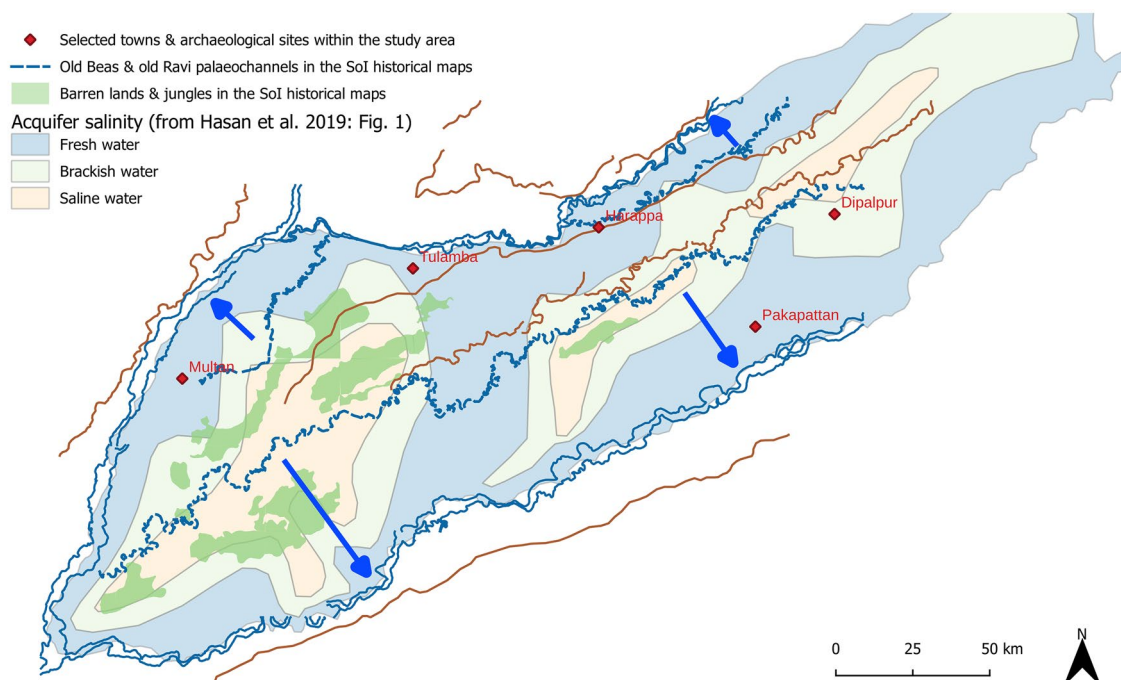 Selected towns & archaeological sites within the study area
Old Beas & old Ravi palaeochannels in the SoI historical maps
Barren lands & jungles in the SoI historical maps
Acquifer salinity (from Hasan et al. 2019: Fig. 1)
Fresh water
Brackish water
Saline water
Harappa
Dipalpur
Tulamba
Pakapattan
Multan
N
0 25 50 km